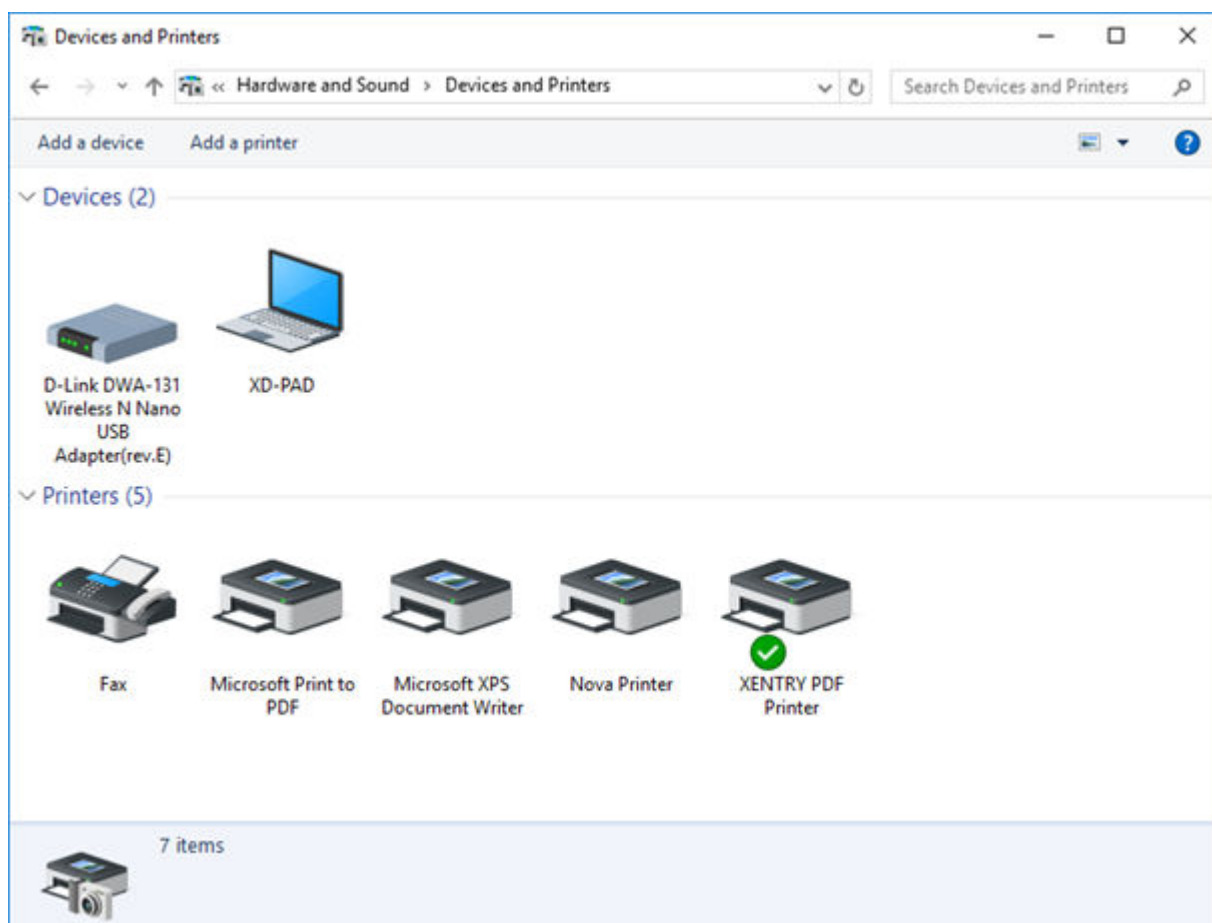 Devices and Printers
« Hardware and Sound › Devices and Printers
Search Devices and Printers
Add a device Add a printer
?
Devices (2)
D-Link DWA-131
Wireless N Nano
USB
Adapter(rev.E)
XD-PAD
Printers (5)
Fax
Microsoft Print to
PDF
Microsoft XPS
Document Writer
Nova Printer
XENTRY PDF
Printer
7 items